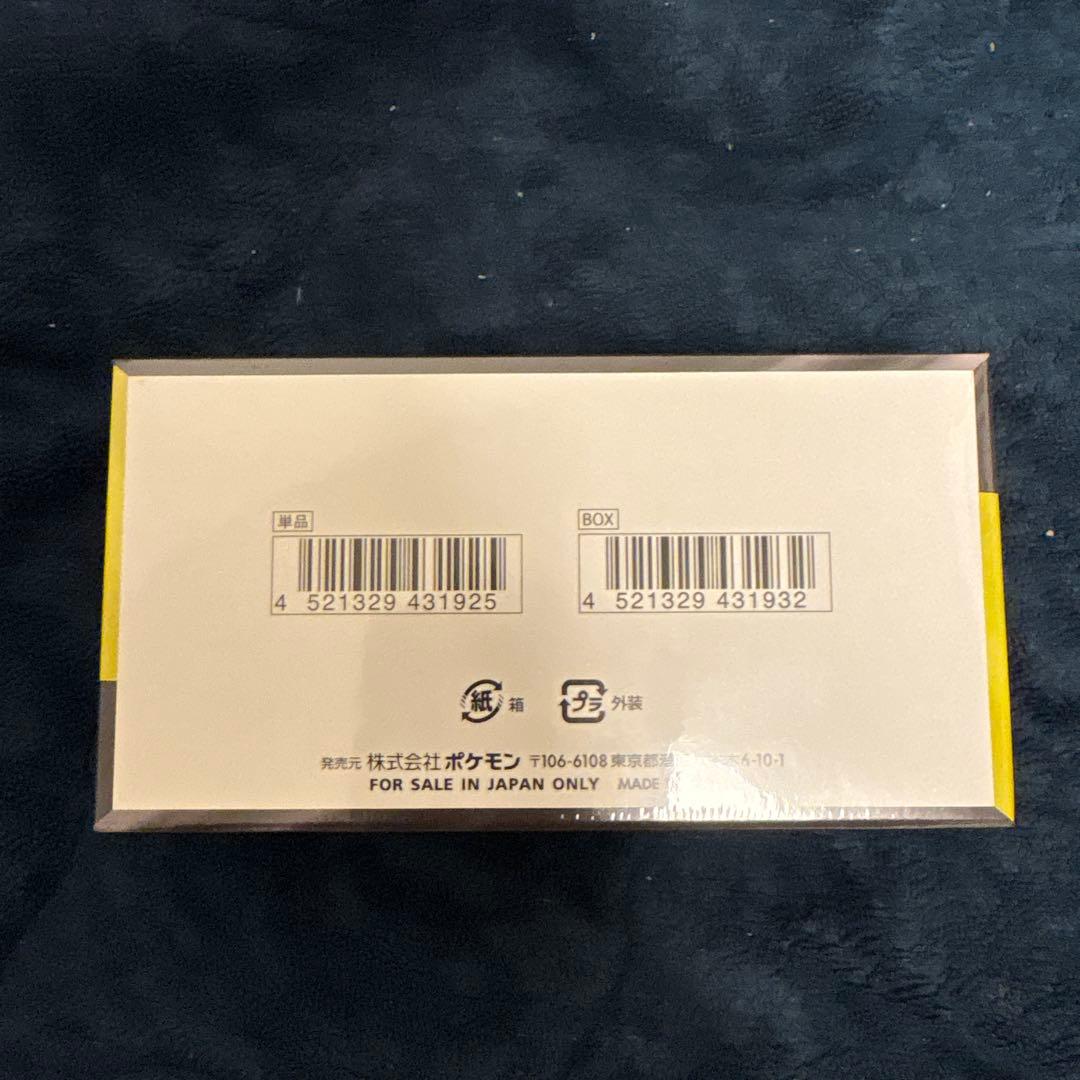 単品
4 521329 431925
BOX
4 521329 431932
紙 箱
プラ 外装
発売元 株式会社 ポケモン 〒106-6108 東京都 6-10-1
FOR SALE IN JAPAN ONLY MADE